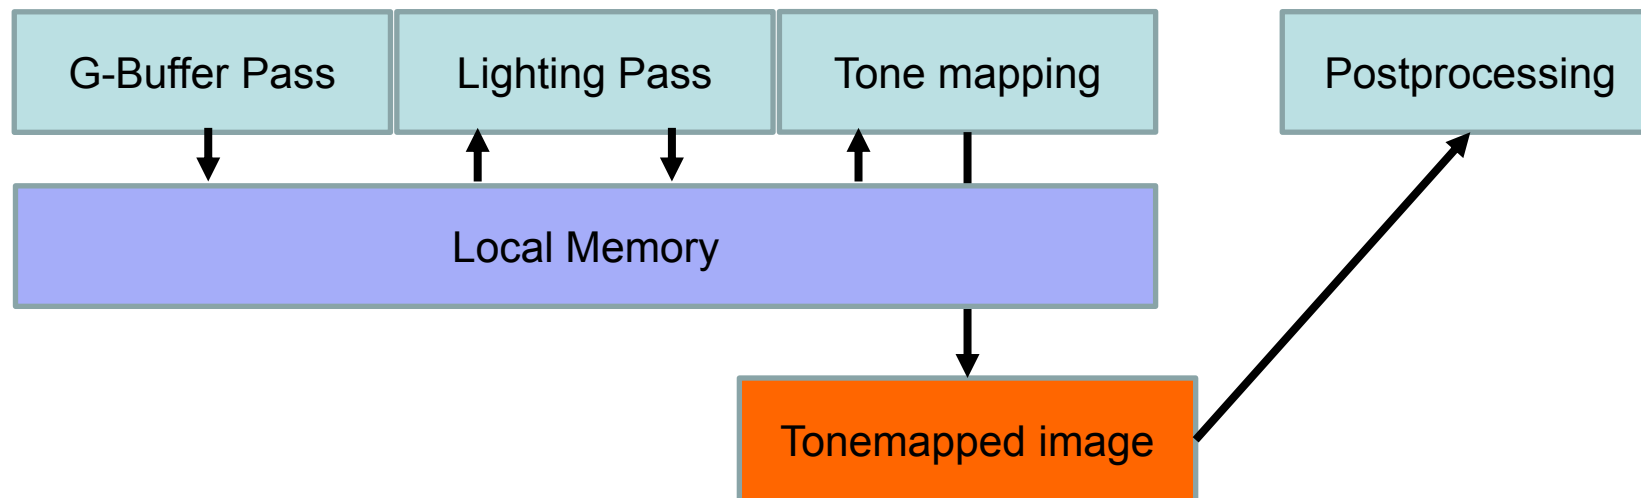 G-Buffer Pass
Lighting Pass
Tone mapping
Postprocessing
Local Memory
Tonemapped image